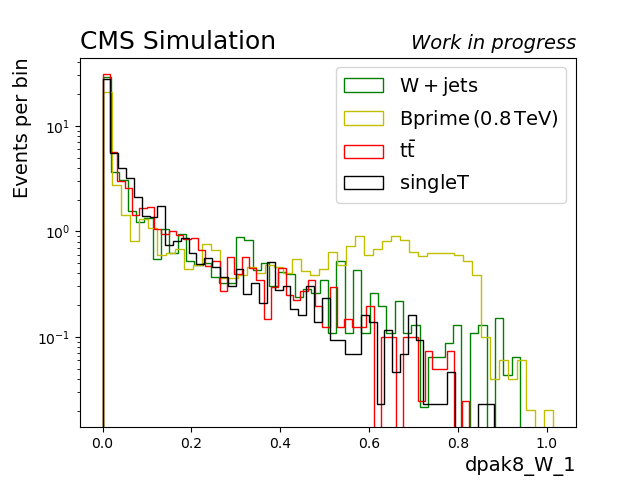 CMS Simulation
Work in progress
Events per bin
W + jets
Bprime (0.8 TeV)
tt̄
singleT
10¹
10⁰
10⁻¹
0.0 0.2 0.4 0.6 0.8 1.0
dpak8_W_1